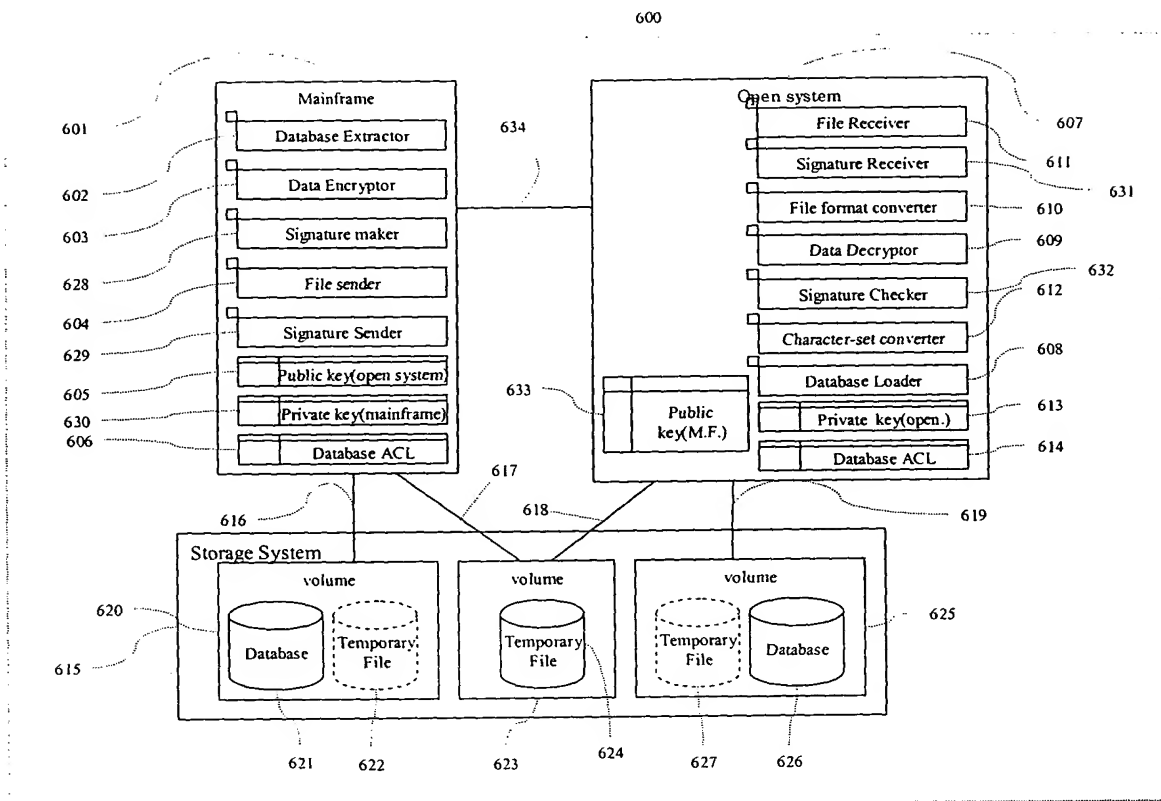 600
Mainframe
Open system
601
Database Extractor
634
File Receiver
607
602
Data Encryptor
Signature Receiver
611
603
Signature maker
File format converter
631
628
File sender
Data Decryptor
610
604
Signature Sender
Signature Checker
609
629
Public key(open system)
Character-set converter
632
605
Private key(mainframe)
Database Loader
612
630
Database ACL
633
Public
key(M.F.)
Private key(open.)
608
606
Database ACL
613
614
616
617
618
619
Storage System
volume
volume
volume
620
615
Database
Temporary
File
Temporary
File
Temporary
File
Database
625
621
622
623
624
627
626